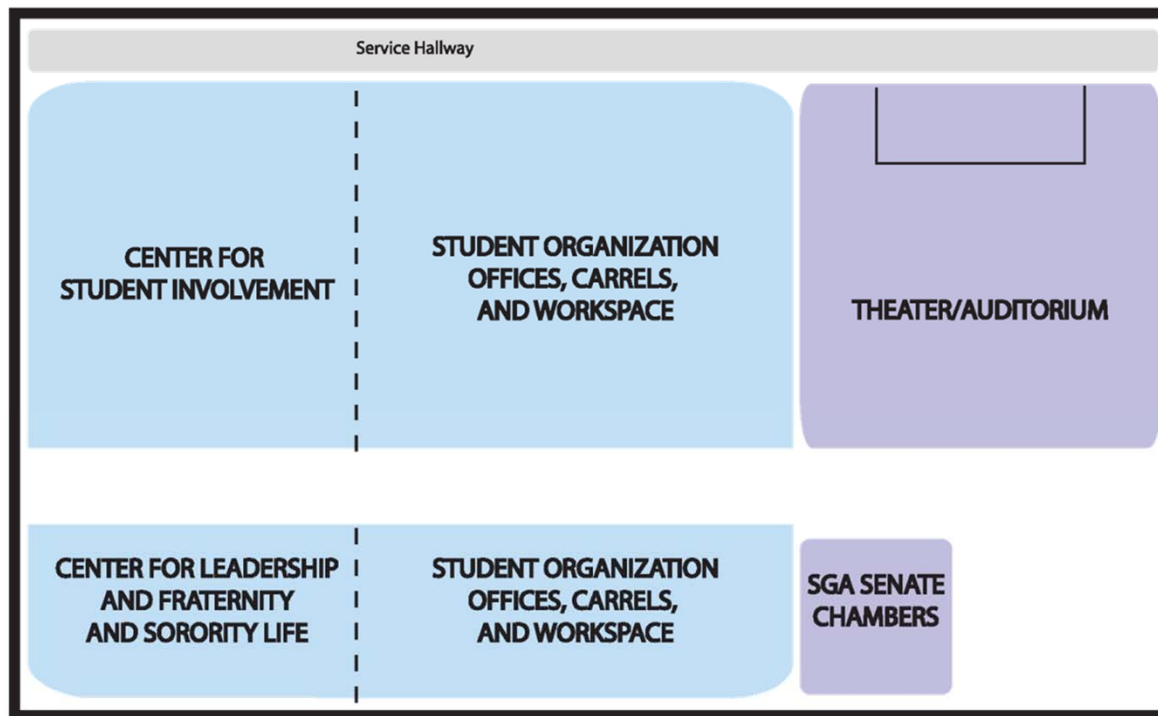 Service Hallway
CENTER FOR
STUDENT INVOLVEMENT
STUDENT ORGANIZATION
OFFICES, CARRELS,
AND WORKSPACE
THEATER/AUDITORIUM
CENTER FOR LEADERSHIP
AND FRATERNITY
AND SORORITY LIFE
STUDENT ORGANIZATION
OFFICES, CARRELS,
AND WORKSPACE
SGA SENATE
CHAMBERS